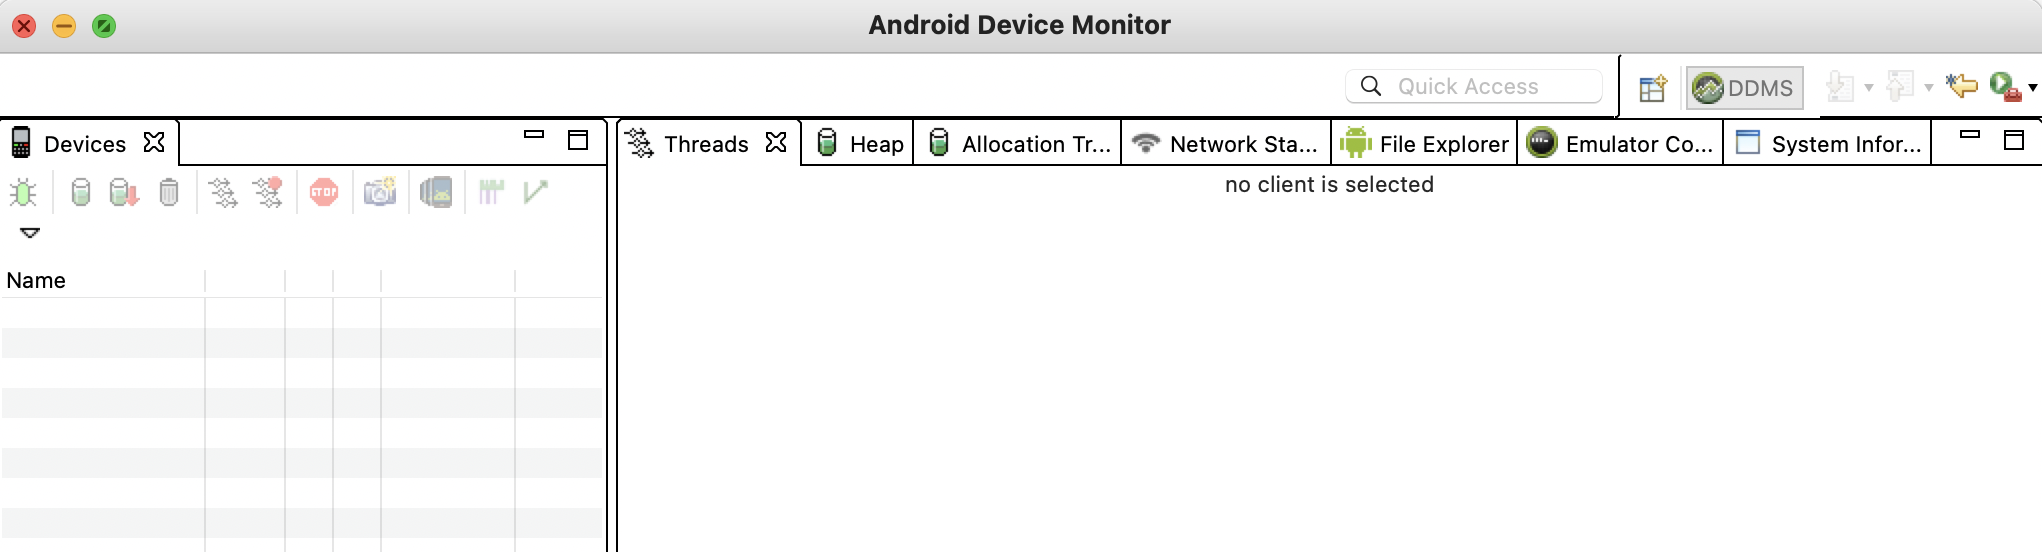 Android Device Monitor
Quick Access
DDMS
Devices
Threads Heap Allocation Tr... Network Sta... File Explorer Emulator Co... System Infor...
STOP
no client is selected
Name